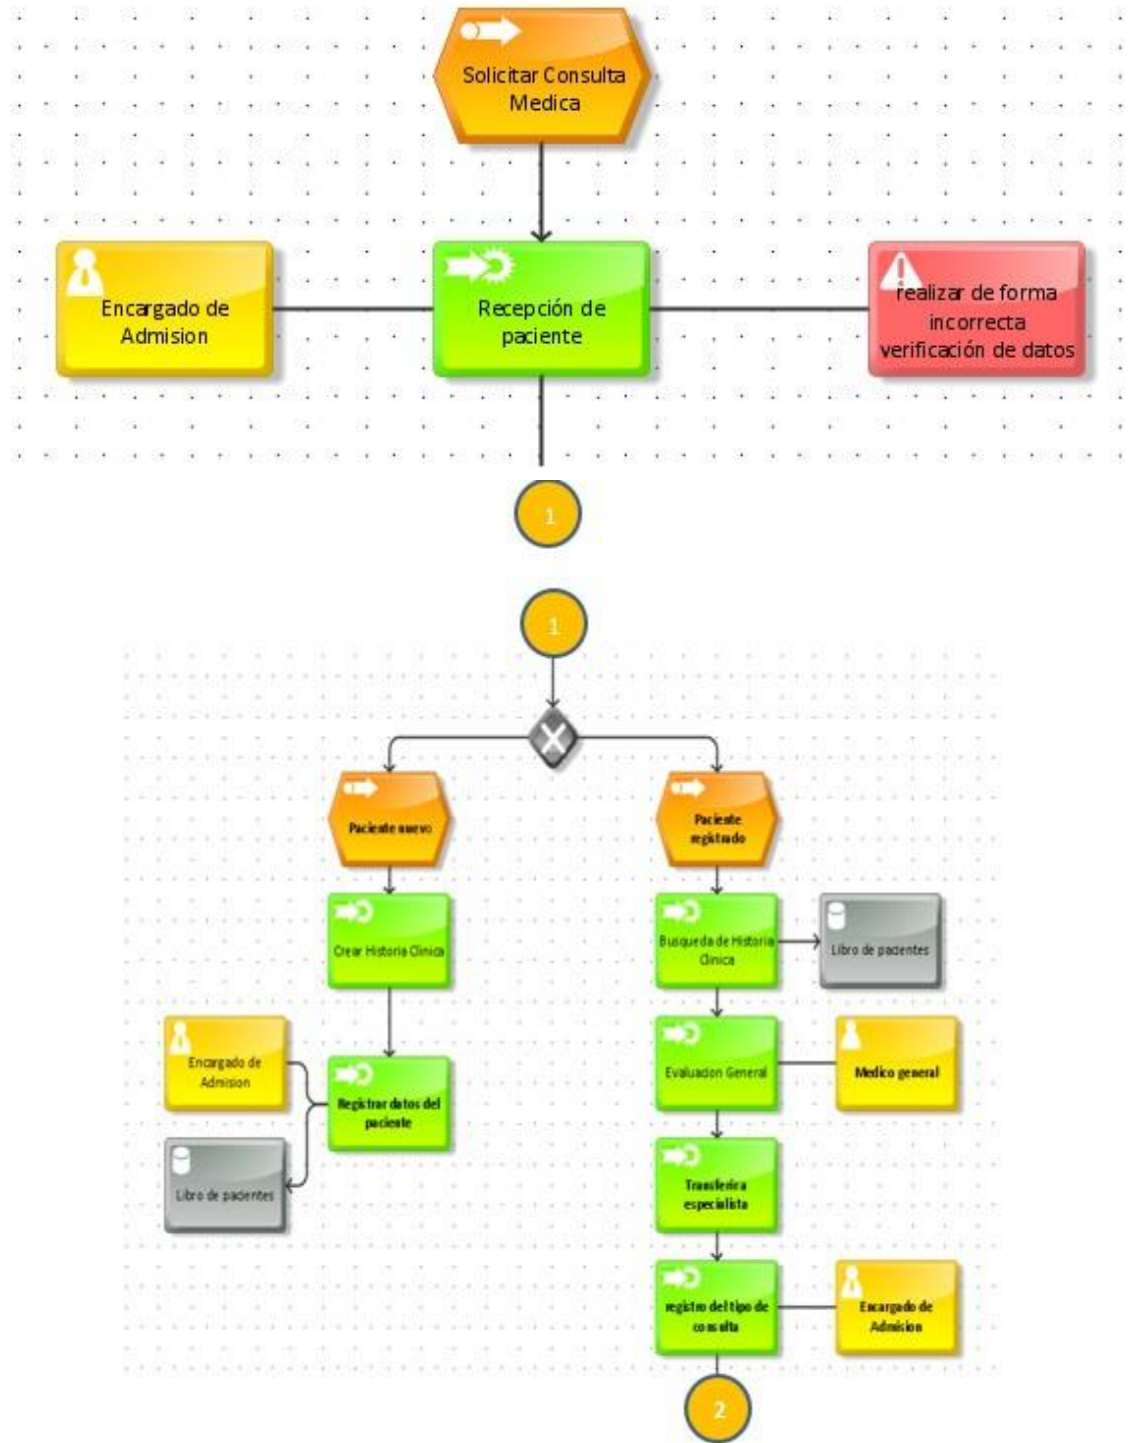 Solicitar Consulta
Medica
Encargado de
Admision
Recepción de
paciente
realizar de forma
incorrecta
verificación de datos
1
1
Paciente nuevo
Paciente
registrado
Crear Historia Clinica
Busqueda de Historia
Clinica
Libro de pacientes
Encargado de
Admision
Registrar datos del
paciente
Evaluacion General
Medico general
Libro de pacientes
Transferir a
especialista
registro del tipo de
consulta
Encargado de
Admision
2